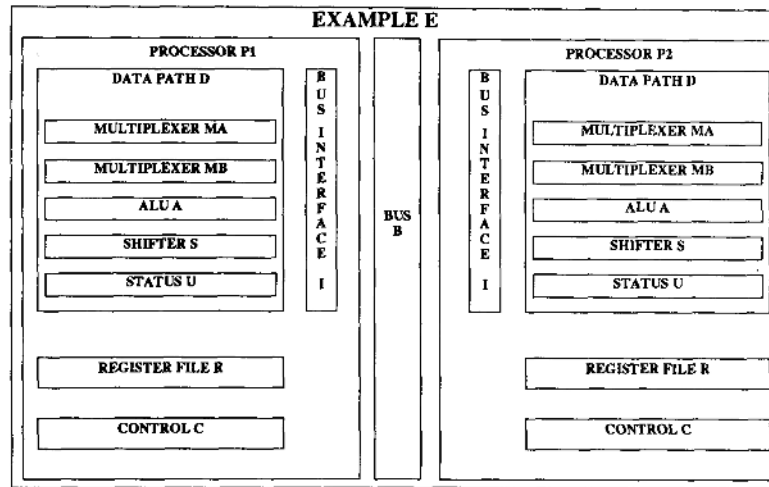 EXAMPLE E
PROCESSOR P1
DATA PATH D
MULTIPLEXER MA
MULTIPLEXER MB
ALU A
SHIFTER S
STATUS U
BUS INTERFACE I
REGISTER FILE R
CONTROL C
BUS
B
PROCESSOR P2
BUS INTERFACE I
DATA PATH D
MULTIPLEXER MA
MULTIPLEXER MB
ALU A
SHIFTER S
STATUS U
REGISTER FILE R
CONTROL C